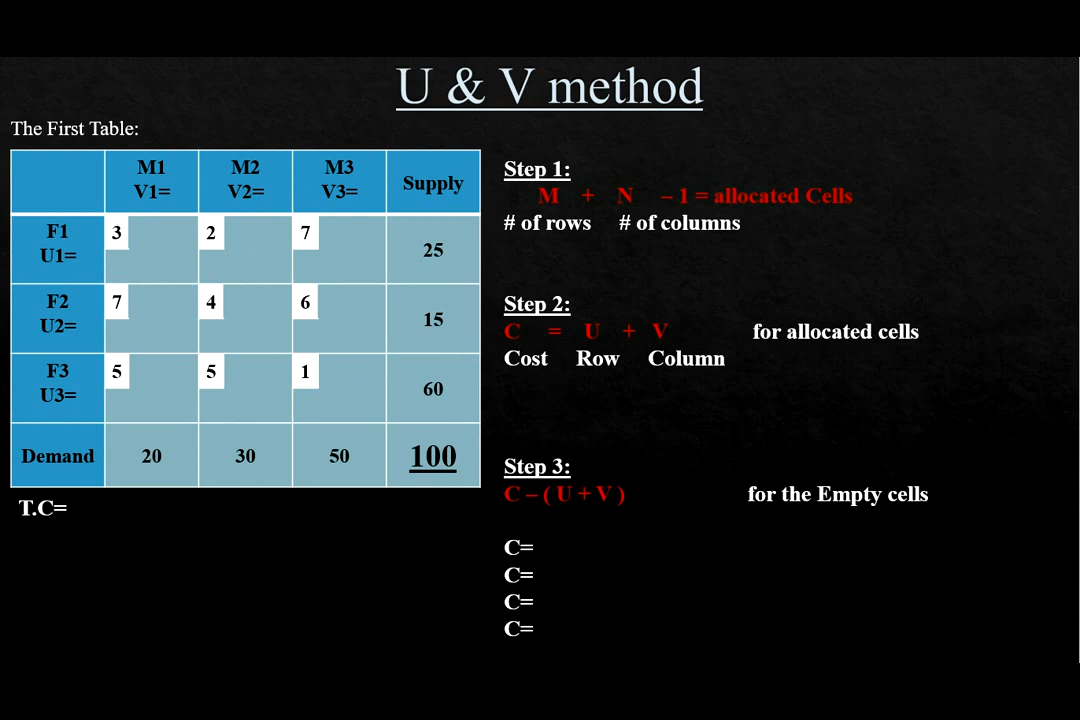 U & V method
The First Table:
M1 M2 M3 Supply
V1= V2= V3=
F1 3 2 7 25
U1=
F2 7 4 6 15
U2=
F3 5 5 1 60
U3=
Demand 20 30 50 100
T.C=
Step 1:
M + N – 1 = allocated Cells
# of rows # of columns
Step 2:
C = U + V for allocated cells
Cost Row Column
Step 3:
C – ( U + V ) for the Empty cells
C=
C=
C=
C=